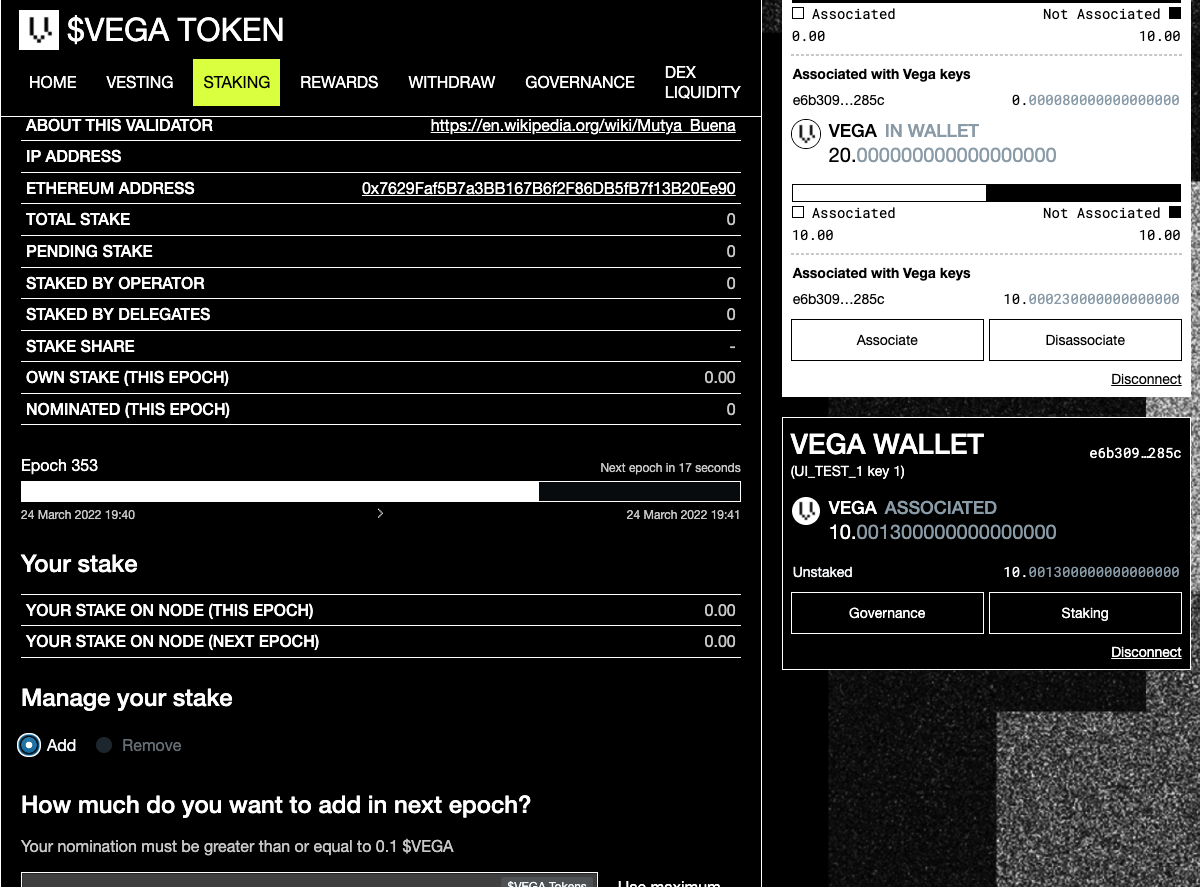 $VEGA TOKEN
HOME VESTING STAKING REWARDS WITHDRAW GOVERNANCE DEX LIQUIDITY
ABOUT THIS VALIDATOR https://en.wikipedia.org/wiki/Mutya_Buena
IP ADDRESS
ETHEREUM ADDRESS 0x7629Faf5B7a3BB167B6f2F86DB5fB7f13B20Ee90
TOTAL STAKE 0
PENDING STAKE 0
STAKED BY OPERATOR 0
STAKED BY DELEGATES 0
STAKE SHARE -
OWN STAKE (THIS EPOCH) 0.00
NOMINATED (THIS EPOCH) 0
Epoch 353 Next epoch in 17 seconds
24 March 2022 19:40 24 March 2022 19:41
Your stake
YOUR STAKE ON NODE (THIS EPOCH) 0.00
YOUR STAKE ON NODE (NEXT EPOCH) 0.00
Manage your stake
Add Remove
How much do you want to add in next epoch?
Your nomination must be greater than or equal to 0.1 $VEGA
$VEGA Tokens Use maximum
Associated Not Associated
0.00 10.00
Associated with Vega keys
e6b309…285c 0.000080000000000000
VEGA IN WALLET
20.000000000000000000
Associated Not Associated
10.00 10.00
Associated with Vega keys
e6b309…285c 10.000230000000000000
Associate Disassociate
Disconnect
VEGA WALLET e6b309…285c
(UI_TEST_1 key 1)
VEGA ASSOCIATED
10.001300000000000000
Unstaked 10.001300000000000000
Governance Staking
Disconnect